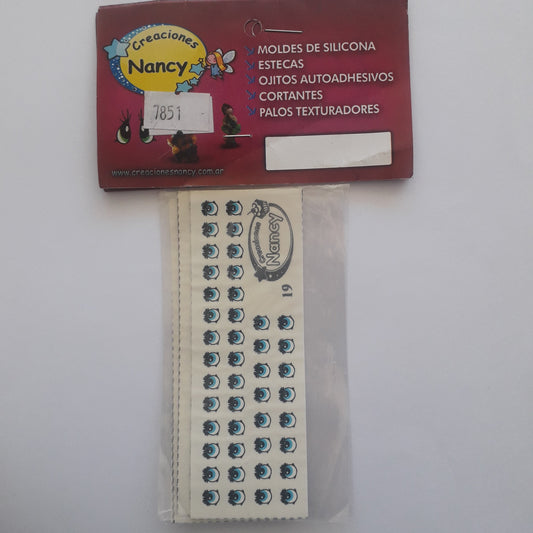 Creaciones
Nancy
MOLDES DE SILICONA
ESTECAS
OJITOS AUTOADHESIVOS
CORTANTES
PALOS TEXTURADORES
7851
www.creacionesnancy.com.ar
Creaciones
Nancy
19